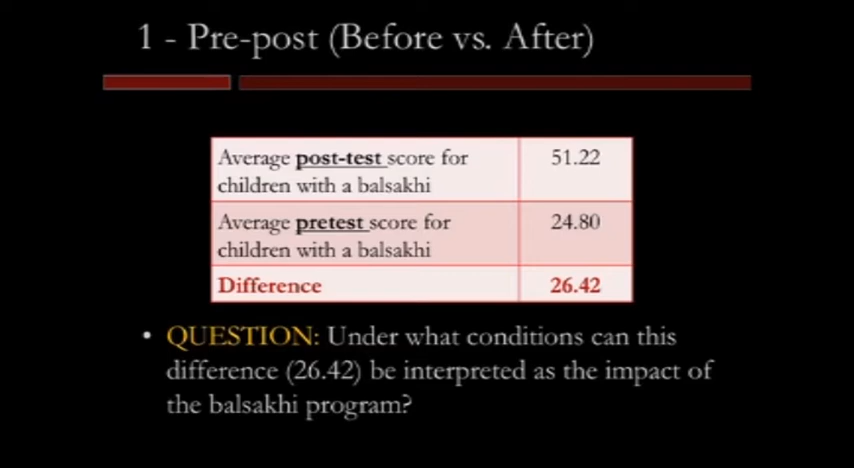 1 - Pre-post (Before vs. After)
Average post-test score for
children with a balsakhi
51.22
Average pretest score for
children with a balsakhi
24.80
Difference
26.42
• QUESTION: Under what conditions can this
difference (26.42) be interpreted as the impact of
the balsakhi program?